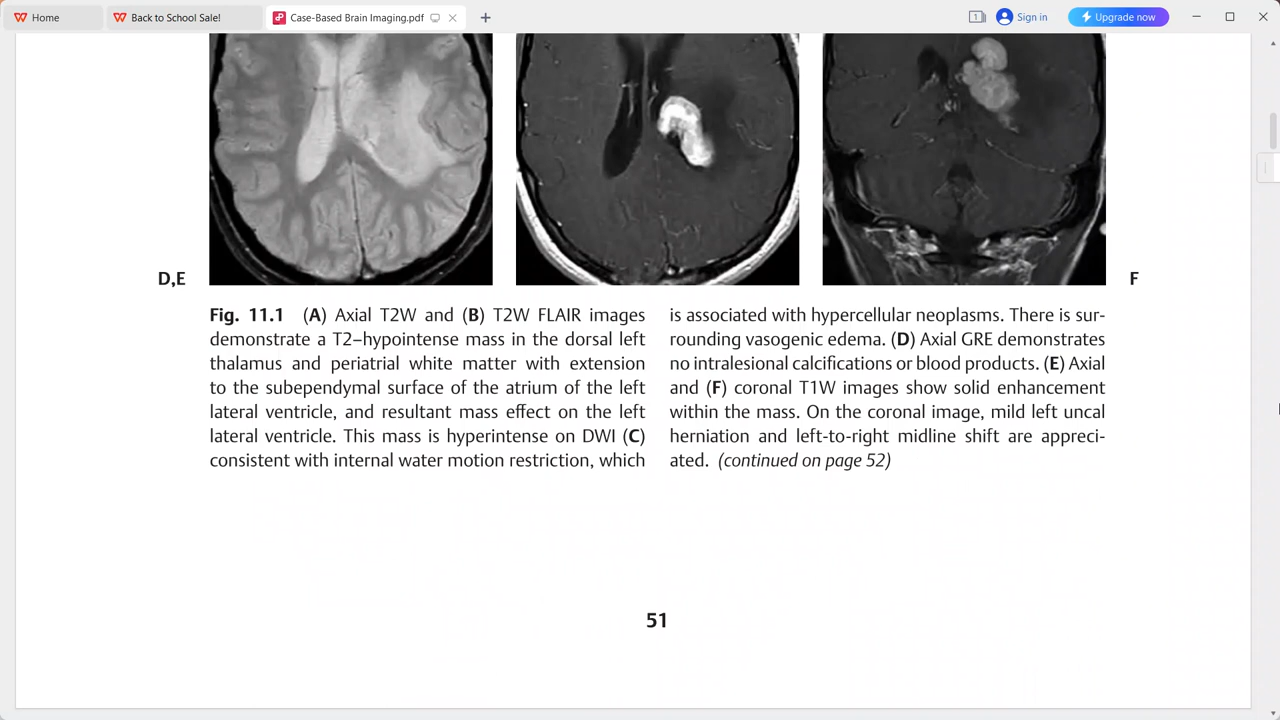 Home
Back to School Sale!
Case-Based Brain Imaging.pdf
1
Sign in
Upgrade now
D,E
F
Fig. 11.1 (A) Axial T2W and (B) T2W FLAIR images
demonstrate a T2–hypointense mass in the dorsal left
thalamus and periatrial white matter with extension
to the subependymal surface of the atrium of the left
lateral ventricle, and resultant mass effect on the left
lateral ventricle. This mass is hyperintense on DWI (C)
consistent with internal water motion restriction, which
is associated with hypercellular neoplasms. There is sur-
rounding vasogenic edema. (D) Axial GRE demonstrates
no intralesional calcifications or blood products. (E) Axial
and (F) coronal T1W images show solid enhancement
within the mass. On the coronal image, mild left uncal
herniation and left-to-right midline shift are appreci-
ated. (continued on page 52)
51